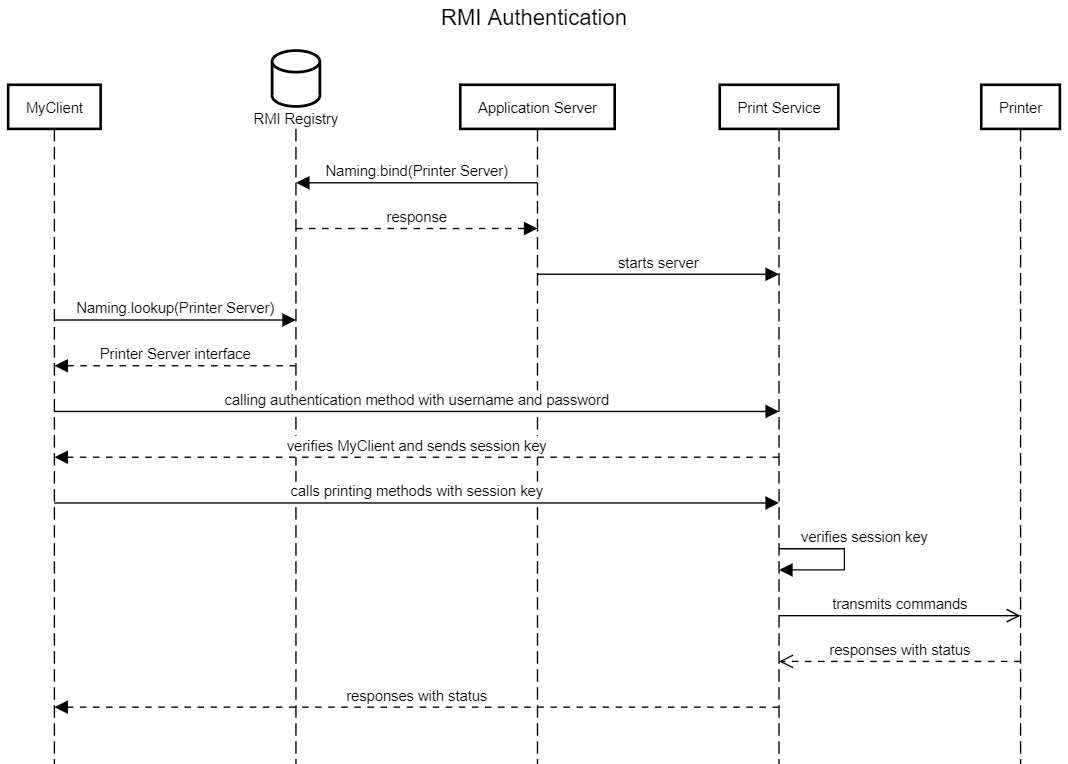 RMI Authentication
MyClient
RMI Registry
Application Server
Print Service
Printer
Naming.bind(Printer Server)
response
starts server
Naming.lookup(Printer Server)
Printer Server interface
calling authentication method with username and password
verifies MyClient and sends session key
calls printing methods with session key
verifies session key
transmits commands
responses with status
responses with status